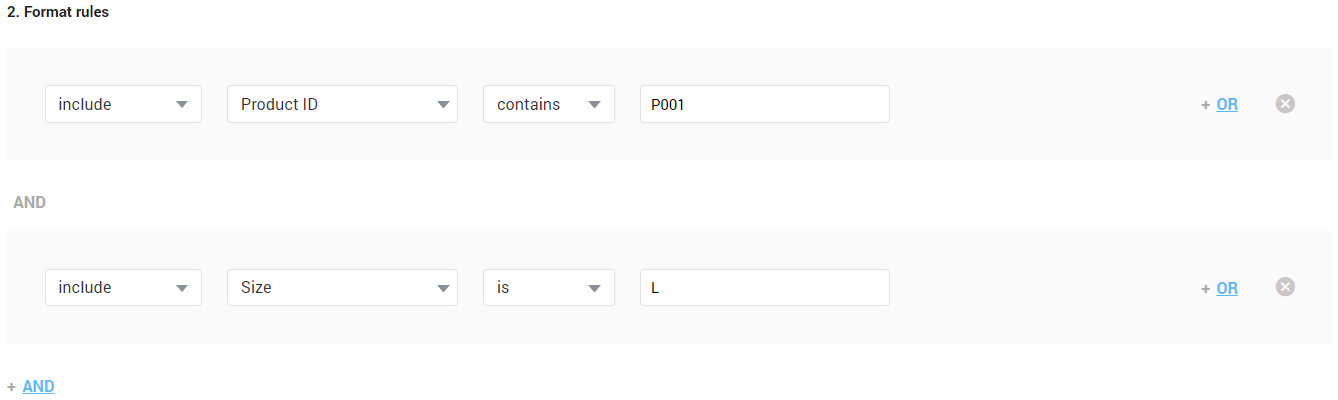 2. Format rules
include Product ID contains P001 + OR
AND
include Size is L + OR
+ AND